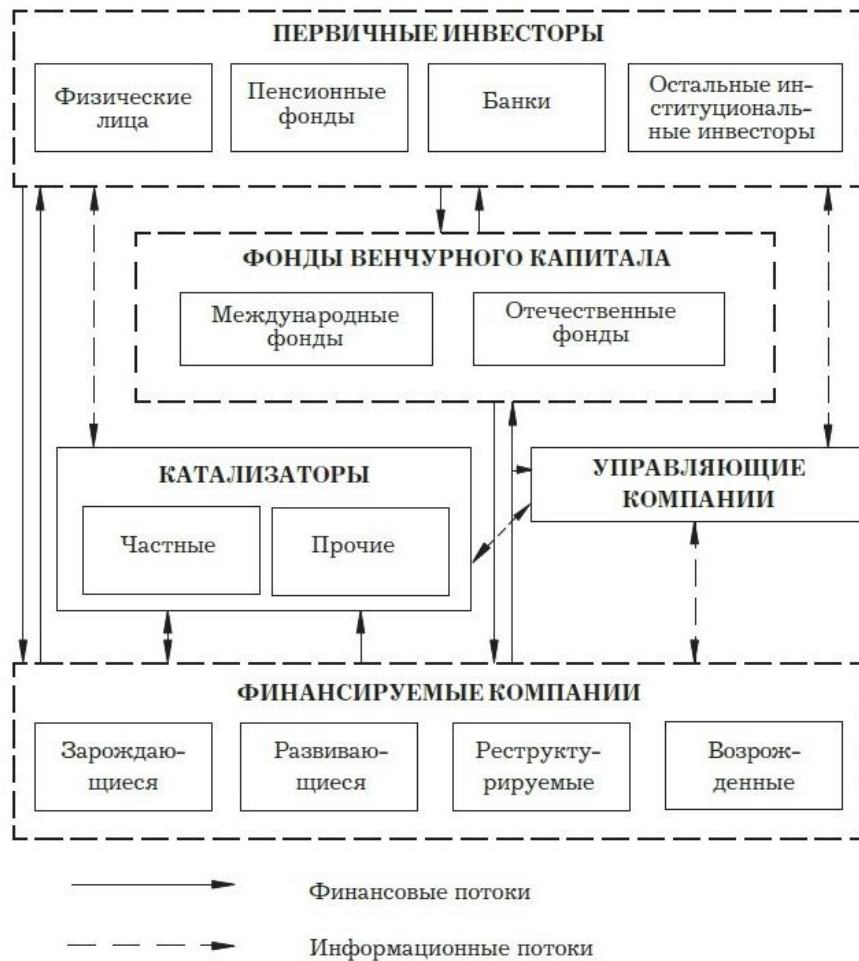 ПЕРВИЧНЫЕ ИНВЕСТОРЫ
Физические
лица
Пенсионные
фонды
Банки
Остальные ин-
ституциональ-
ные инвесторы
ФОНДЫ ВЕНЧУРНОГО КАПИТАЛА
Международные
фонды
Отечественные
фонды
КАТАЛИЗАТОРЫ
Частные
Прочие
УПРАВЛЯЮЩИЕ
КОМПАНИИ
ФИНАНСИРУЕМЫЕ КОМПАНИИ
Зарождаю-
щиеся
Развиваю-
щиеся
Реструкту-
рируемые
Возрож-
денные
Финансовые потоки
Информационные потоки